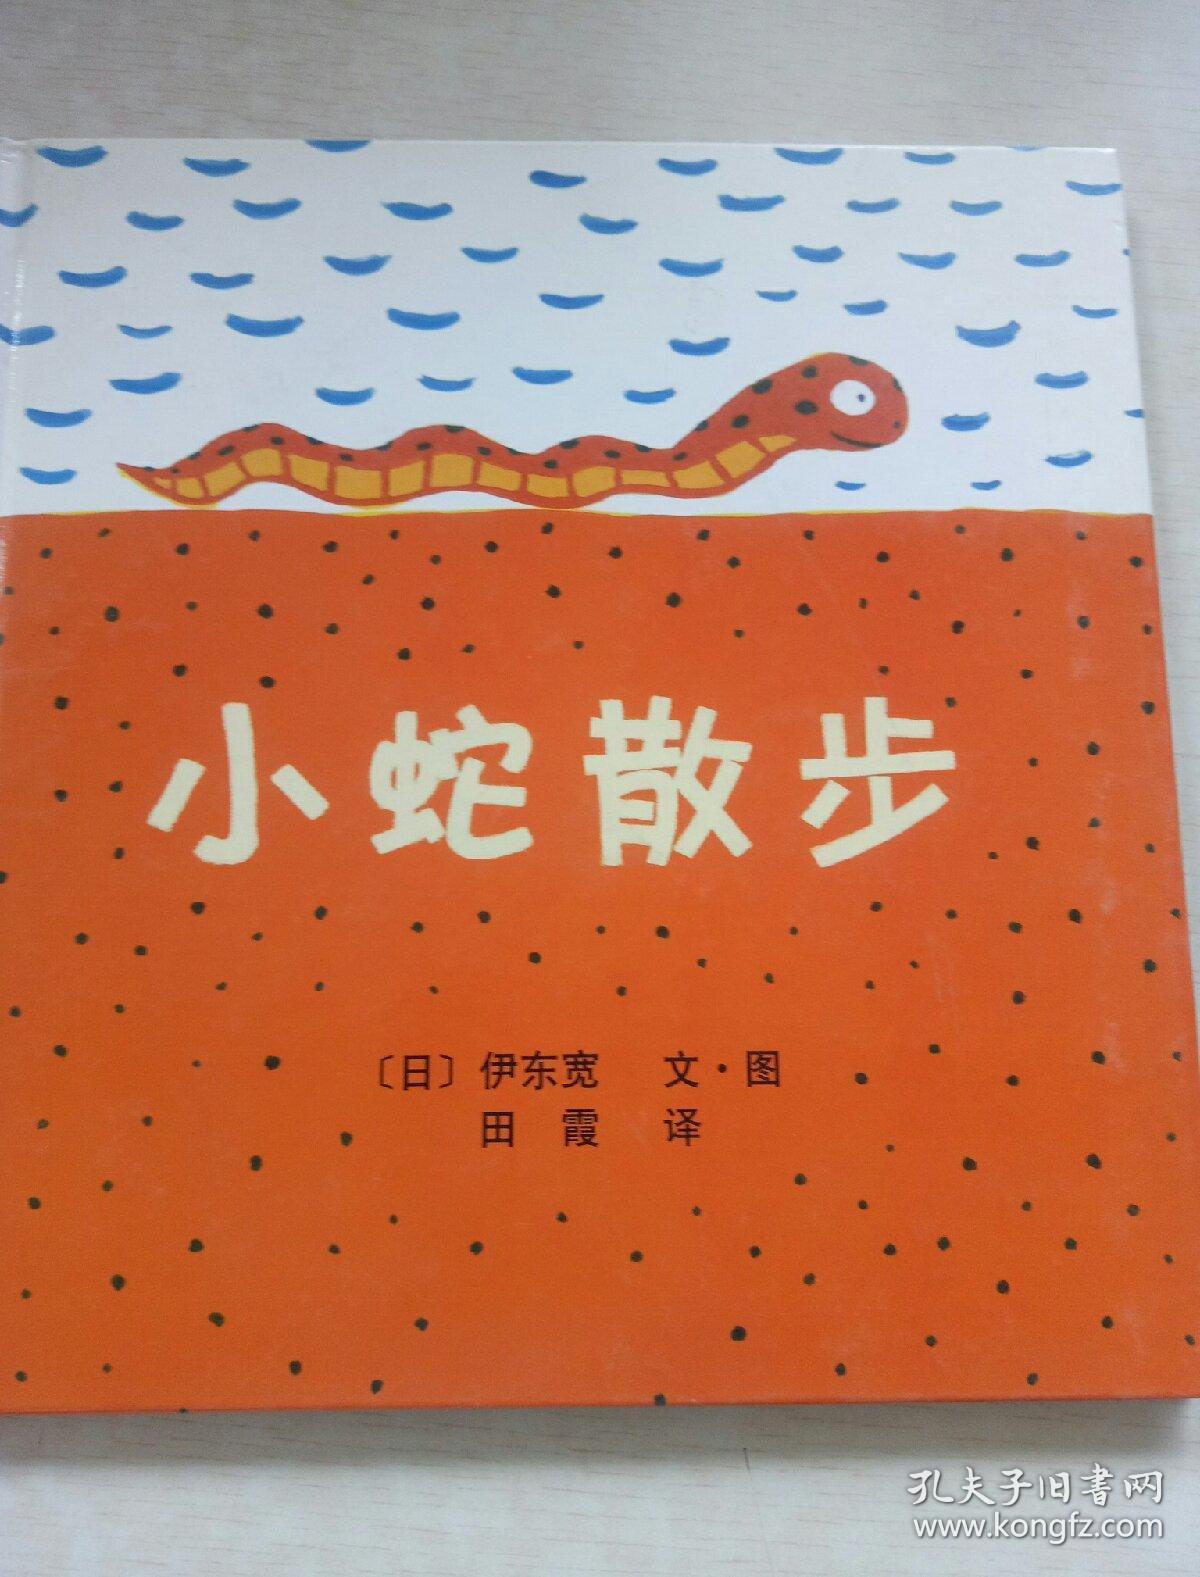 小蛇散步
〔日〕伊东宽 文·图
田 霞 译
孔夫子旧書网
www.kongfz.com